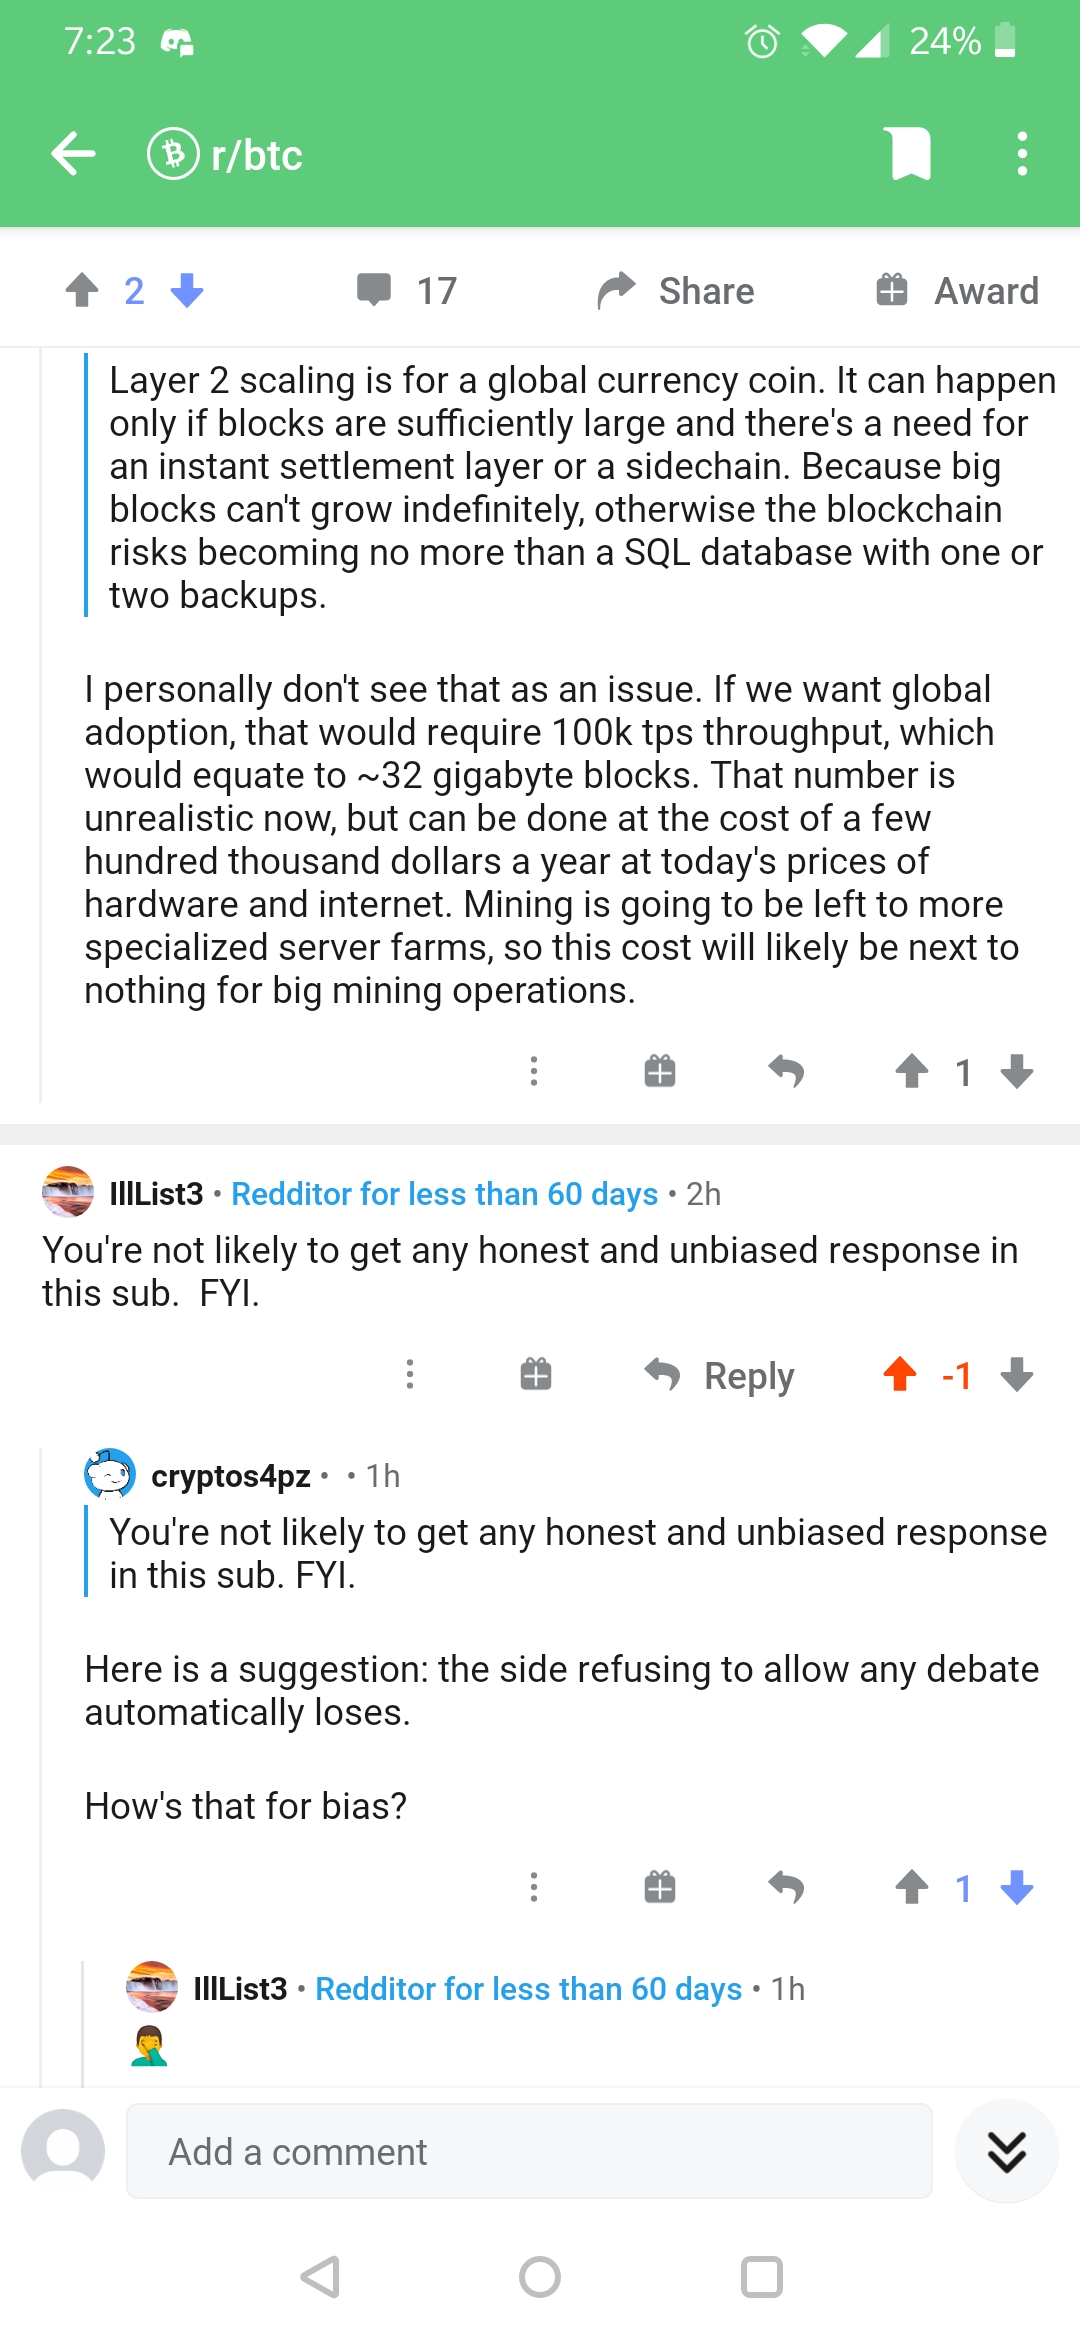 7:23
24%
r/btc
2
17
Share
Award
Layer 2 scaling is for a global currency coin. It can happen
only if blocks are sufficiently large and there's a need for
an instant settlement layer or a sidechain. Because big
blocks can't grow indefinitely, otherwise the blockchain
risks becoming no more than a SQL database with one or
two backups.
I personally don't see that as an issue. If we want global
adoption, that would require 100k tps throughput, which
would equate to ~32 gigabyte blocks. That number is
unrealistic now, but can be done at the cost of a few
hundred thousand dollars a year at today's prices of
hardware and internet. Mining is going to be left to more
specialized server farms, so this cost will likely be next to
nothing for big mining operations.
1
IllList3 • Redditor for less than 60 days • 2h
You're not likely to get any honest and unbiased response in
this sub.  FYI.
Reply
-1
cryptos4pz • • 1h
You're not likely to get any honest and unbiased response
in this sub. FYI.
Here is a suggestion: the side refusing to allow any debate
automatically loses.
How's that for bias?
1
IllList3 • Redditor for less than 60 days • 1h
🤦‍♂️
Add a comment